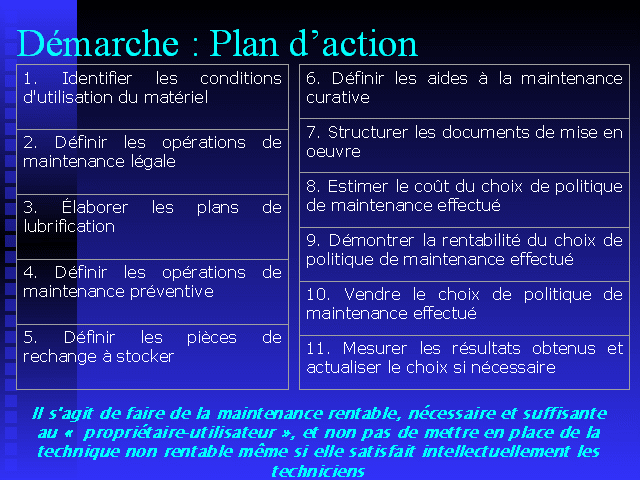 Démarche : Plan d’action
1. Identifier les conditions
d'utilisation du matériel
2. Définir les opérations de
maintenance légale
3. Élaborer les plans de
lubrification
4. Définir les opérations de
maintenance préventive
5. Définir les pièces de
rechange à stocker
6. Définir les aides à la maintenance
curative
7. Structurer les documents de mise en
oeuvre
8. Estimer le coût du choix de politique
de maintenance effectué
9. Démontrer la rentabilité du choix de
politique de maintenance effectué
10. Vendre le choix de politique de
maintenance effectué
11. Mesurer les résultats obtenus et
actualiser le choix si nécessaire
Il s'agit de faire de la maintenance rentable, nécessaire et suffisante
au « propriétaire-utilisateur », et non pas de mettre en place de la
technique non rentable même si elle satisfait intellectuellement les
techniciens